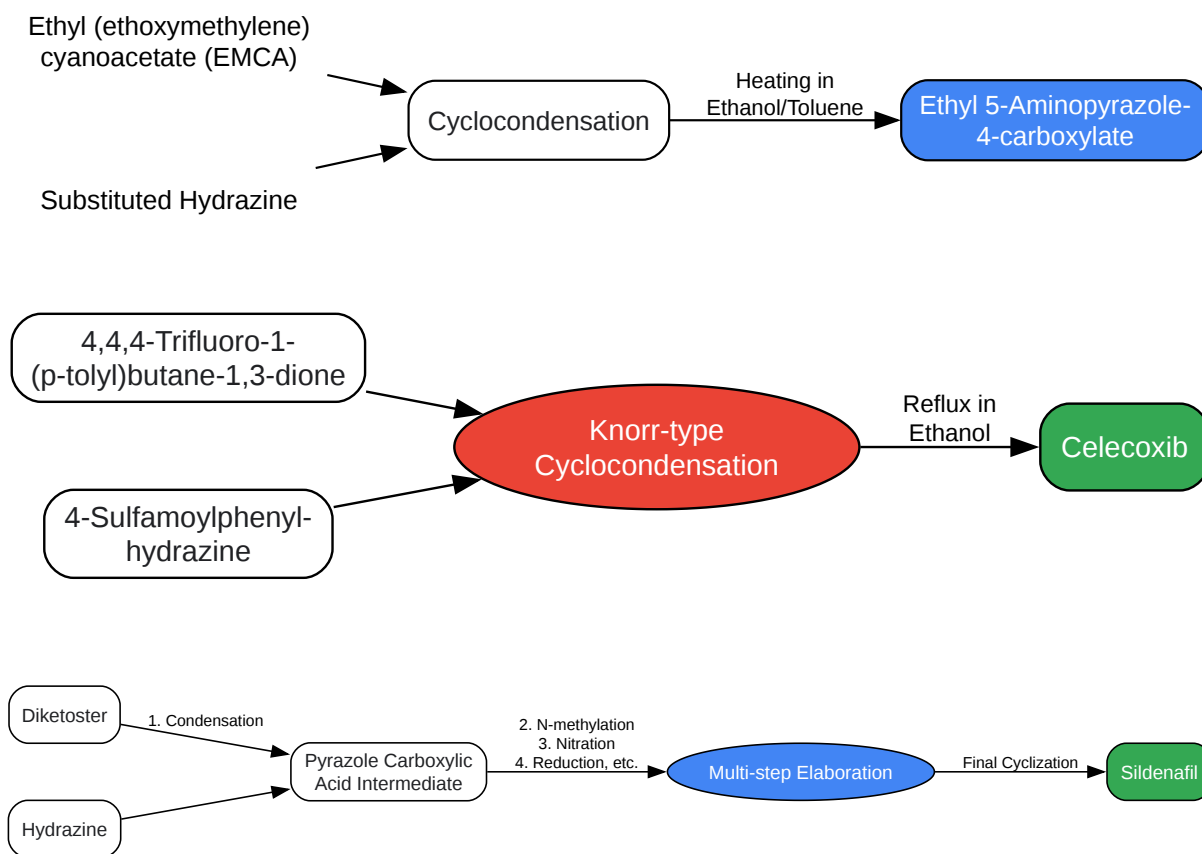 Ethyl (ethoxymethylene)
cyanoacetate (EMCA)
Substituted Hydrazine
Cyclocondensation
Heating in
Ethanol/Toluene
Ethyl 5-Aminopyrazole-
4-carboxylate
4,4,4-Trifluoro-1-
(p-tolyl)butane-1,3-dione
4-Sulfamoylphenyl-
hydrazine
Knorr-type
Cyclocondensation
Reflux in
Ethanol
Celecoxib
Diketoster
Hydrazine
1. Condensation
Pyrazole Carboxylic
Acid Intermediate
2. N-methylation
3. Nitration
4. Reduction, etc.
Multi-step Elaboration
Final Cyclization
Sildenafil